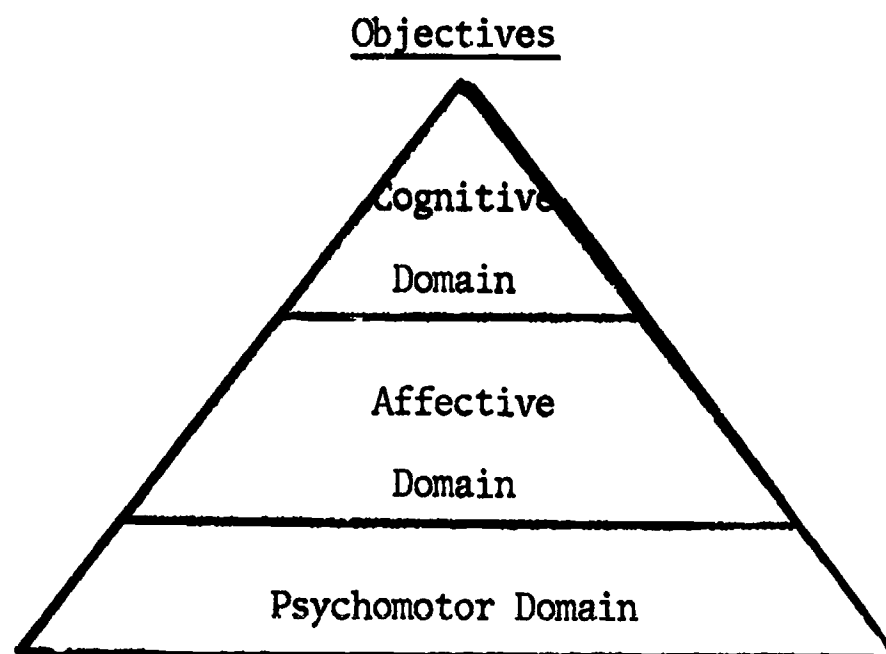 Objectives
Cognitive
Domain
Affective
Domain
Psychomotor Domain